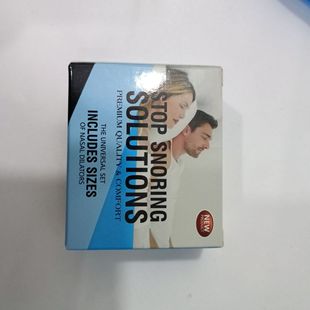 STOP SNORING
SOLUTIONS
PREMIUM QUALITY & COMFORT
THE UNIVERSAL SET
INCLUDES SIZES
OF NASAL DILATORS
NEW